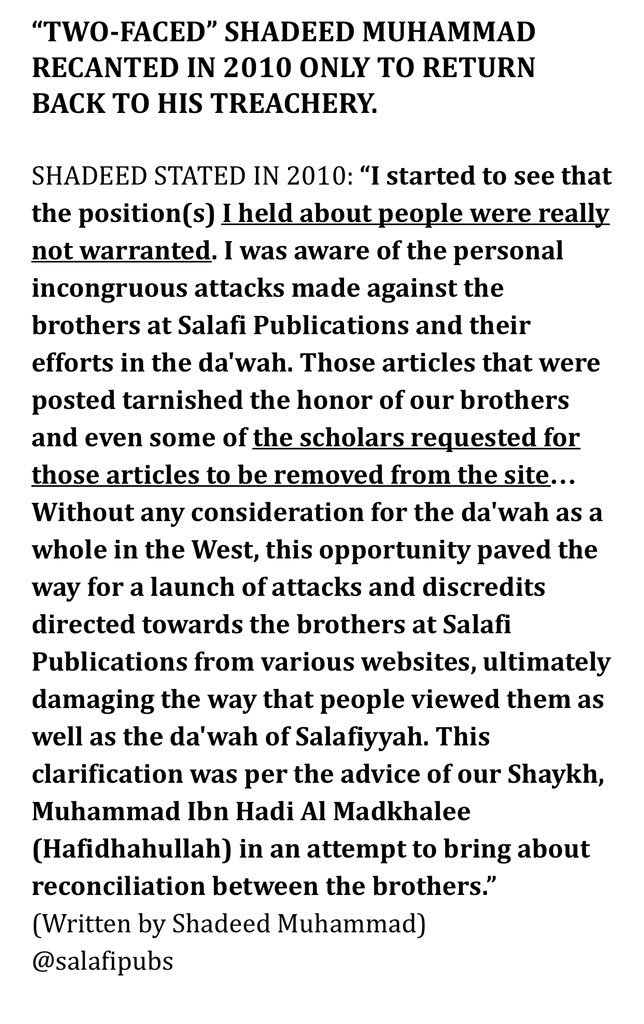 “TWO-FACED” SHADEED MUHAMMAD
RECANTED IN 2010 ONLY TO RETURN
BACK TO HIS TREACHERY.
SHADEED STATED IN 2010: “I started to see that
the position(s) I held about people were really
not warranted. I was aware of the personal
incongruous attacks made against the
brothers at Salafi Publications and their
efforts in the da'wah. Those articles that were
posted tarnished the honor of our brothers
and even some of the scholars requested for
those articles to be removed from the site…
Without any consideration for the da'wah as a
whole in the West, this opportunity paved the
way for a launch of attacks and discredits
directed towards the brothers at Salafi
Publications from various websites, ultimately
damaging the way that people viewed them as
well as the da'wah of Salafiyyah. This
clarification was per the advice of our Shaykh,
Muhammad Ibn Hadi Al Madkhalee
(Hafidhahullah) in an attempt to bring about
reconciliation between the brothers.”
(Written by Shadeed Muhammad)
@salafipubs